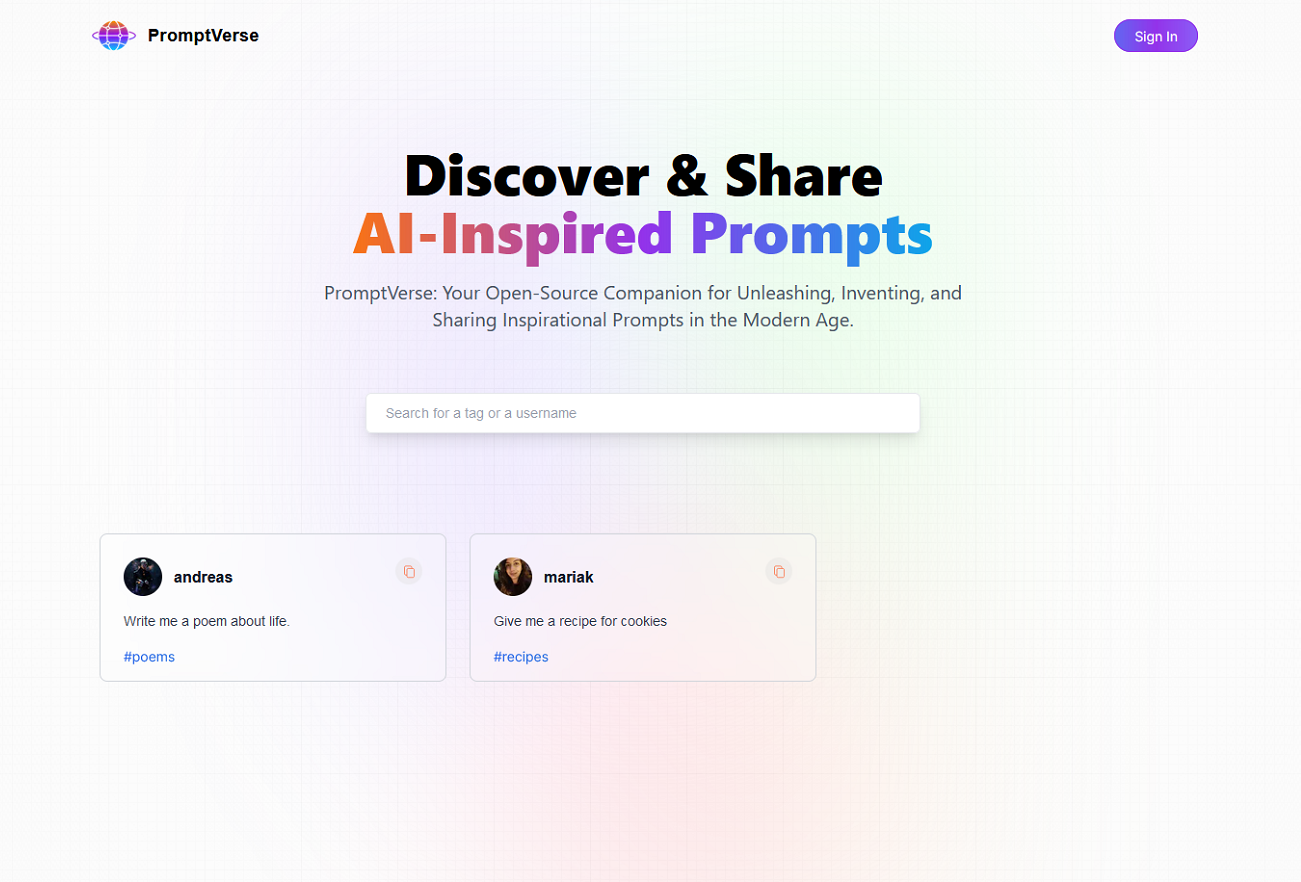 PromptVerse
Sign In
Discover & Share
AI-Inspired Prompts
PromptVerse: Your Open-Source Companion for Unleashing, Inventing, and
Sharing Inspirational Prompts in the Modern Age.
Search for a tag or a username
andreas
Write me a poem about life.
#poems
mariak
Give me a recipe for cookies
#recipes